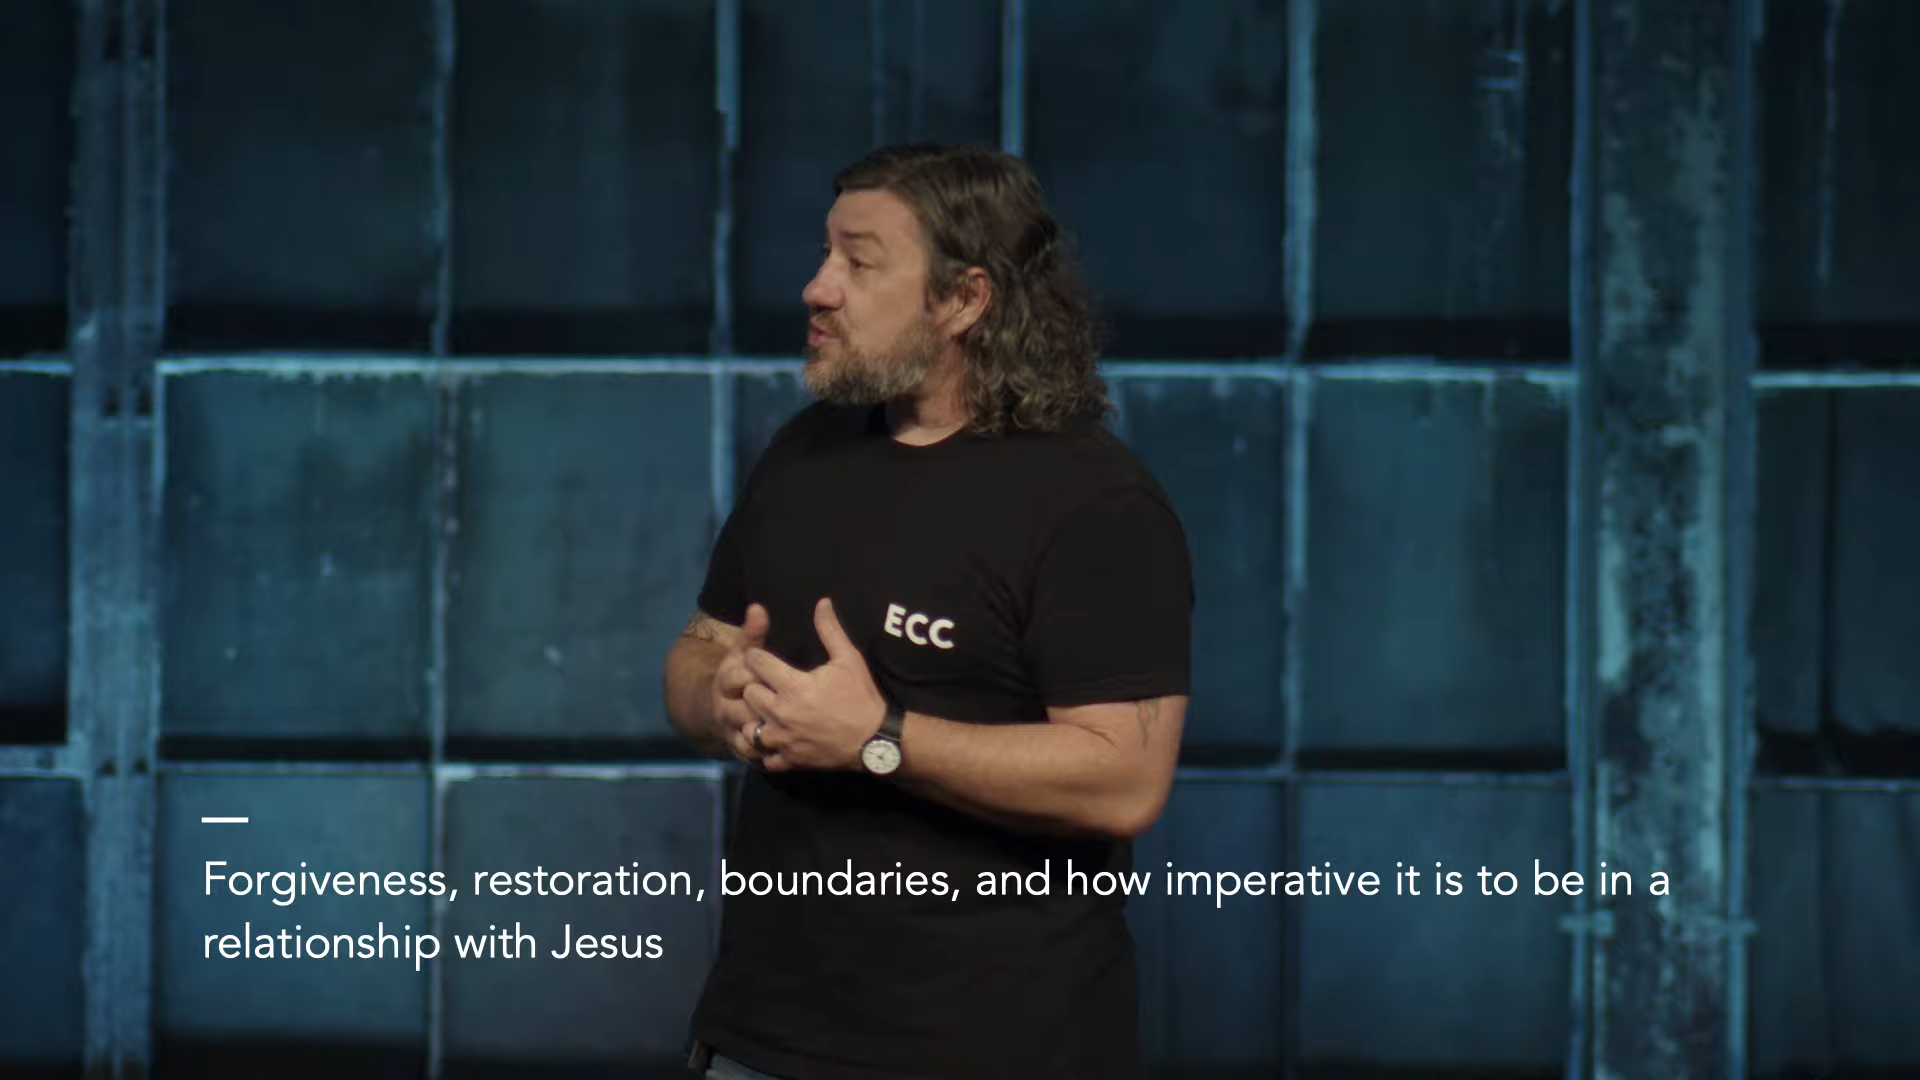 ECC
Forgiveness, restoration, boundaries, and how imperative it is to be in a
relationship with Jesus